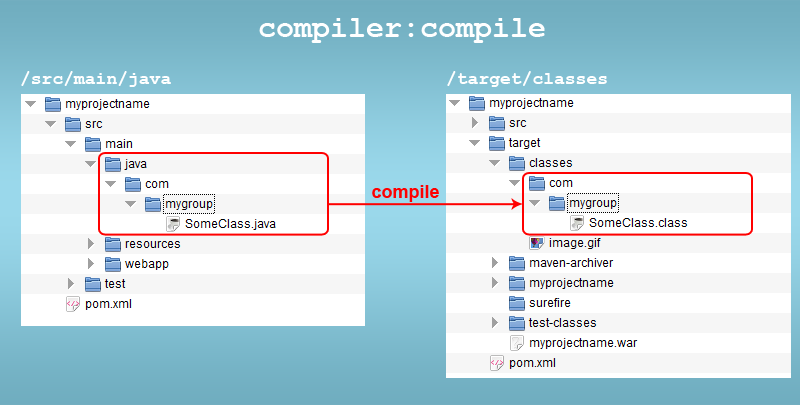 compiler:compile
/src/main/java
myprojectname
src
main
java
com
mygroup
SomeClass.java
resources
webapp
test
pom.xml
compile
/target/classes
myprojectname
src
target
classes
com
mygroup
SomeClass.class
image.gif
maven-archiver
myprojectname
surefire
test-classes
myprojectname.war
pom.xml